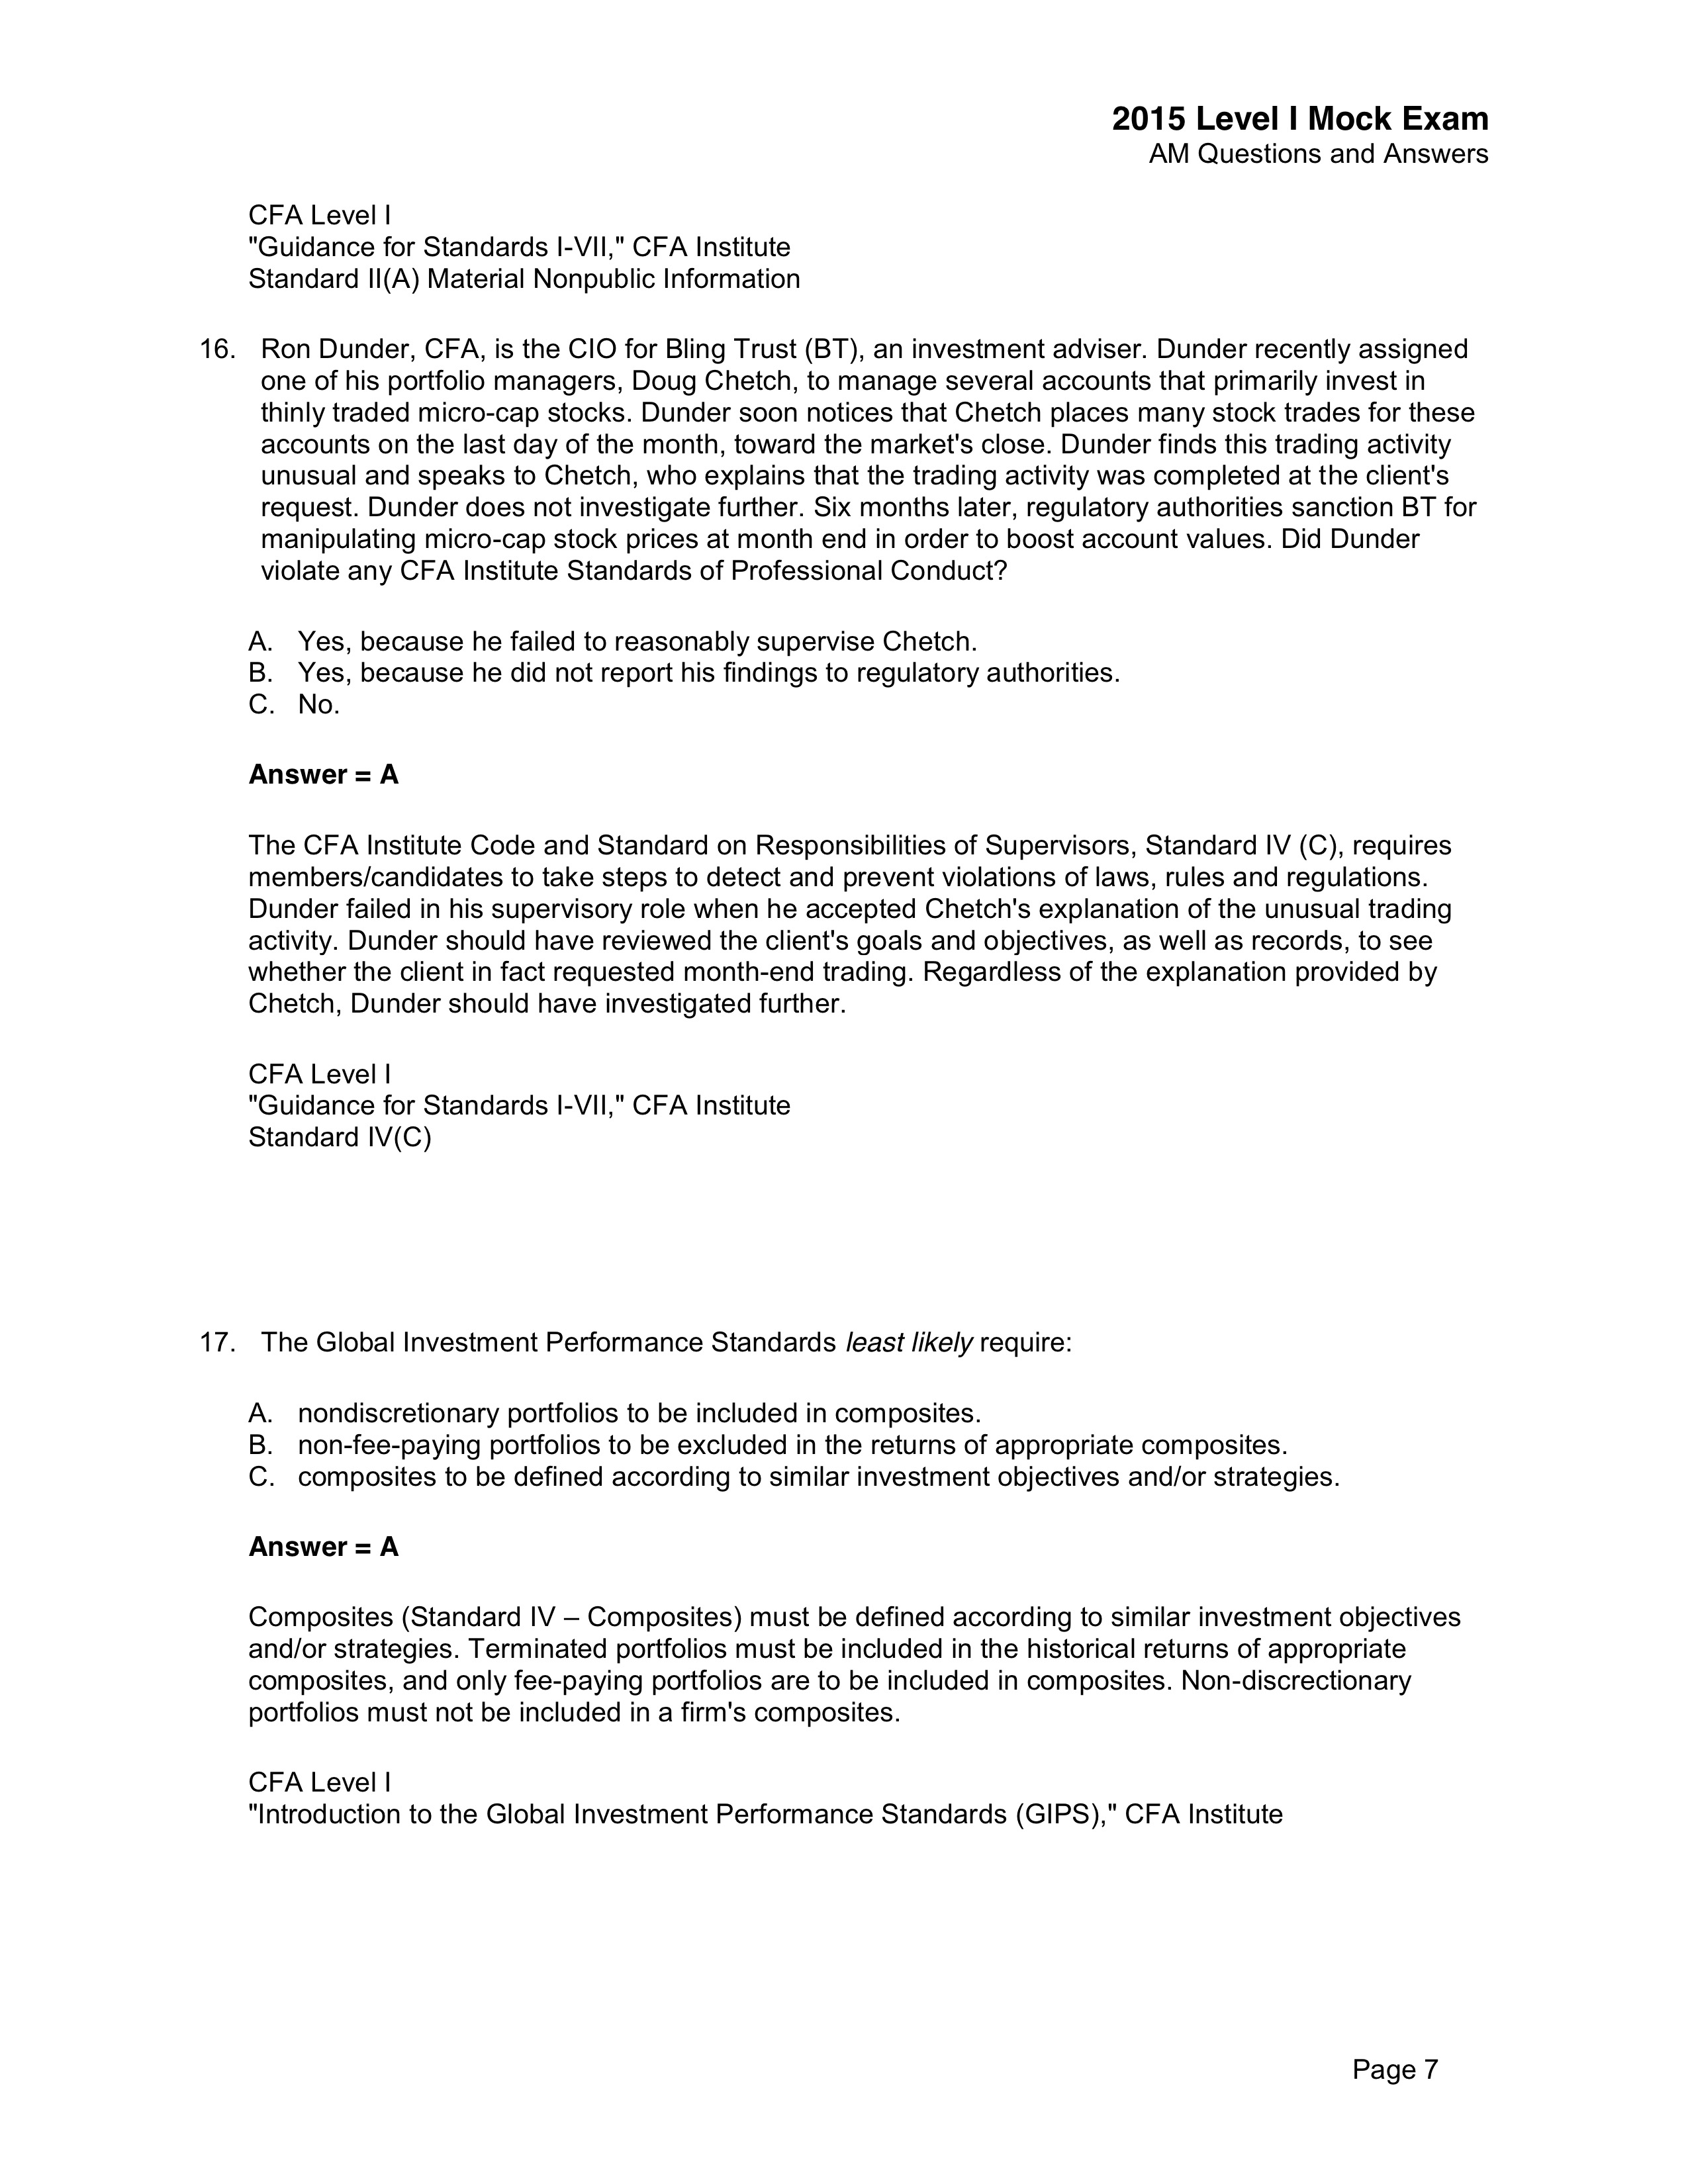 2015 Level I Mock Exam
AM Questions and Answers
CFA Level I
"Guidance for Standards I-VII," CFA Institute
Standard II(A) Material Nonpublic Information
16. Ron Dunder, CFA, is the CIO for Bling Trust (BT), an investment adviser. Dunder recently assigned
one of his portfolio managers, Doug Chetch, to manage several accounts that primarily invest in
thinly traded micro-cap stocks. Dunder soon notices that Chetch places many stock trades for these
accounts on the last day of the month, toward the market's close. Dunder finds this trading activity
unusual and speaks to Chetch, who explains that the trading activity was completed at the client's
request. Dunder does not investigate further. Six months later, regulatory authorities sanction BT for
manipulating micro-cap stock prices at month end in order to boost account values. Did Dunder
violate any CFA Institute Standards of Professional Conduct?
A. Yes, because he failed to reasonably supervise Chetch.
B. Yes, because he did not report his findings to regulatory authorities.
C. No.
Answer = A
The CFA Institute Code and Standard on Responsibilities of Supervisors, Standard IV (C), requires
members/candidates to take steps to detect and prevent violations of laws, rules and regulations.
Dunder failed in his supervisory role when he accepted Chetch's explanation of the unusual trading
activity. Dunder should have reviewed the client's goals and objectives, as well as records, to see
whether the client in fact requested month-end trading. Regardless of the explanation provided by
Chetch, Dunder should have investigated further.
CFA Level I
"Guidance for Standards I-VII," CFA Institute
Standard IV(C)
17. The Global Investment Performance Standards least likely require:
A. nondiscretionary portfolios to be included in composites.
B. non-fee-paying portfolios to be excluded in the returns of appropriate composites.
C. composites to be defined according to similar investment objectives and/or strategies.
Answer = A
Composites (Standard IV – Composites) must be defined according to similar investment objectives
and/or strategies. Terminated portfolios must be included in the historical returns of appropriate
composites, and only fee-paying portfolios are to be included in composites. Non-discrectionary
portfolios must not be included in a firm's composites.
CFA Level I
"Introduction to the Global Investment Performance Standards (GIPS)," CFA Institute
Page 7